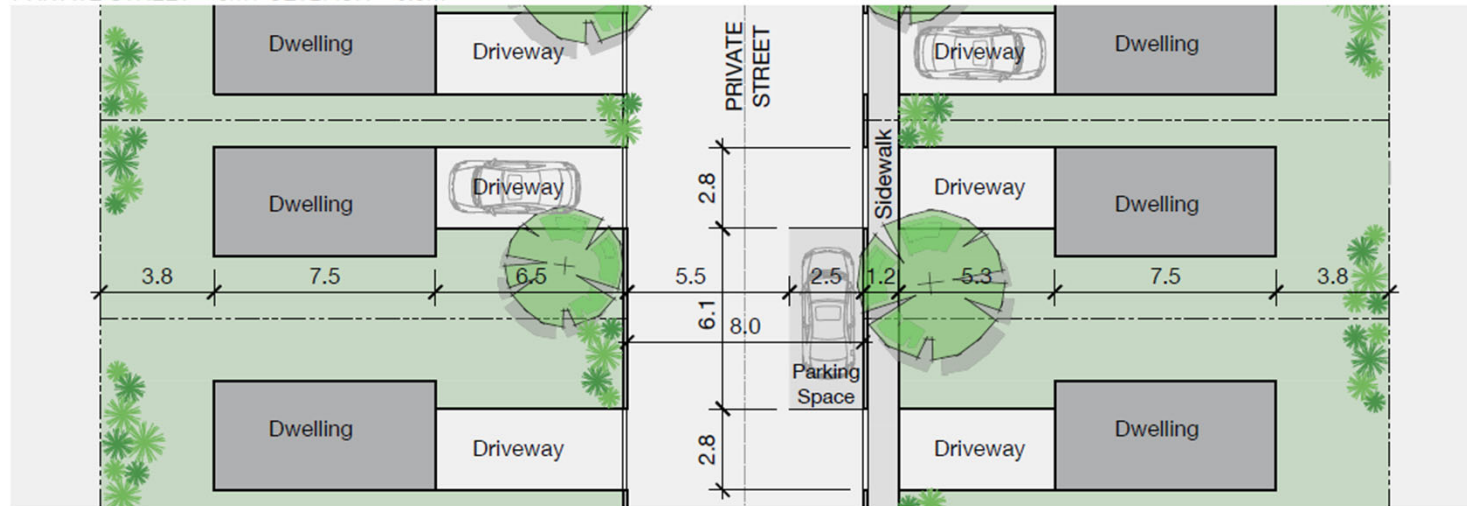 Dwelling
Driveway
PRIVATE
STREET
Driveway
Dwelling
Dwelling
Driveway
2.8
Sidewalk
Driveway
Dwelling
3.8
7.5
6.5
5.5
2.5
1.2
5.3
7.5
3.8
6.1
8.0
Parking
Space
Dwelling
Driveway
2.8
Driveway
Dwelling